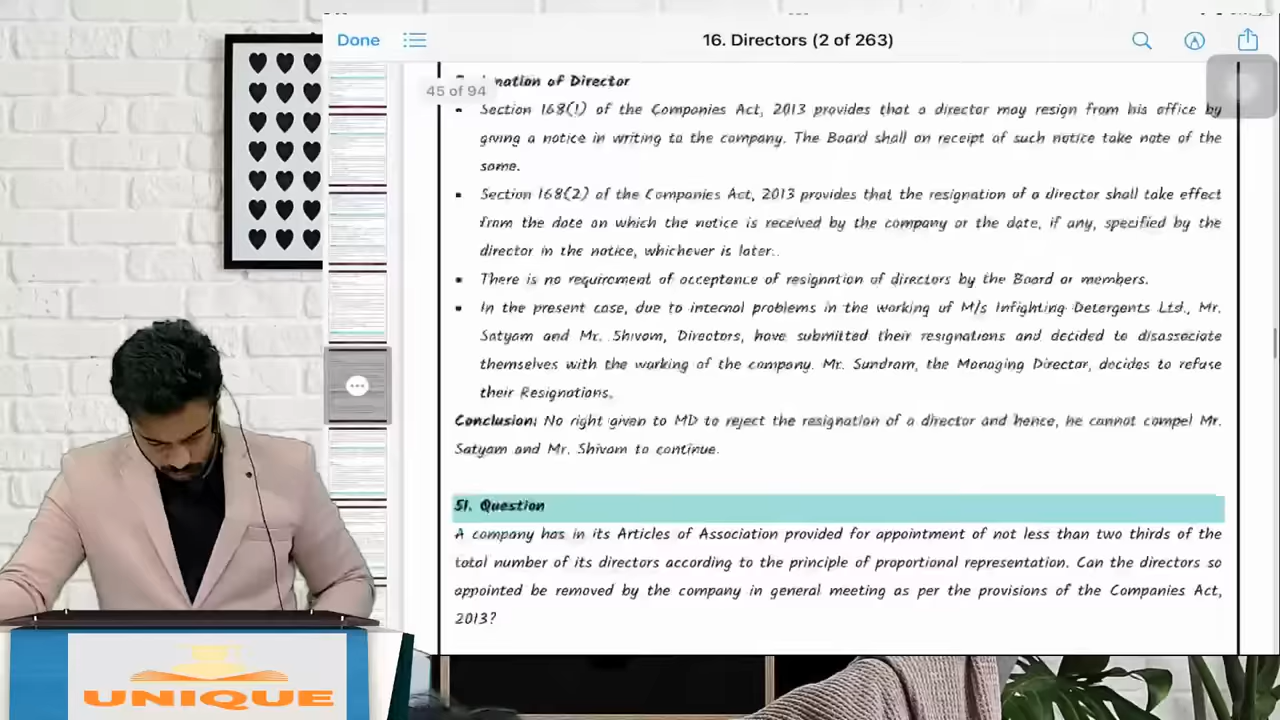 Done
16. Directors (2 of 263)
45 of 94
nation of Director
▪ Section 168(1) of the Companies Act, 2013 provides that a director may resign from his office by
giving a notice in writing to the company. The Board shall on receipt of such notice take note of the
same.
▪ Section 168(2) of the Companies Act, 2013 provides that the resignation of a director shall take effect
from the date on which the notice is received by the company or the date, if any, specified by the
director in the notice, whichever is later.
▪ There is no requirement of acceptance of resignation of directors by the Board or members.
▪ In the present case, due to internal problems in the working of M/s Infighting Detergents Ltd., Mr.
Satyam and Mr. Shivam, Directors, have submitted their resignations and decided to disassociate
themselves with the working of the company. Mr. Sundram, the Managing Director, decides to refuse
their Resignations.
Conclusion: No right given to MD to reject the resignation of a director and hence, he cannot compel Mr.
Satyam and Mr. Shivam to continue.
51. Question
A company has in its Articles of Association provided for appointment of not less than two thirds of the
total number of its directors according to the principle of proportional representation. Can the directors so
appointed be removed by the company in general meeting as per the provisions of the Companies Act,
2013?
UNIQUE